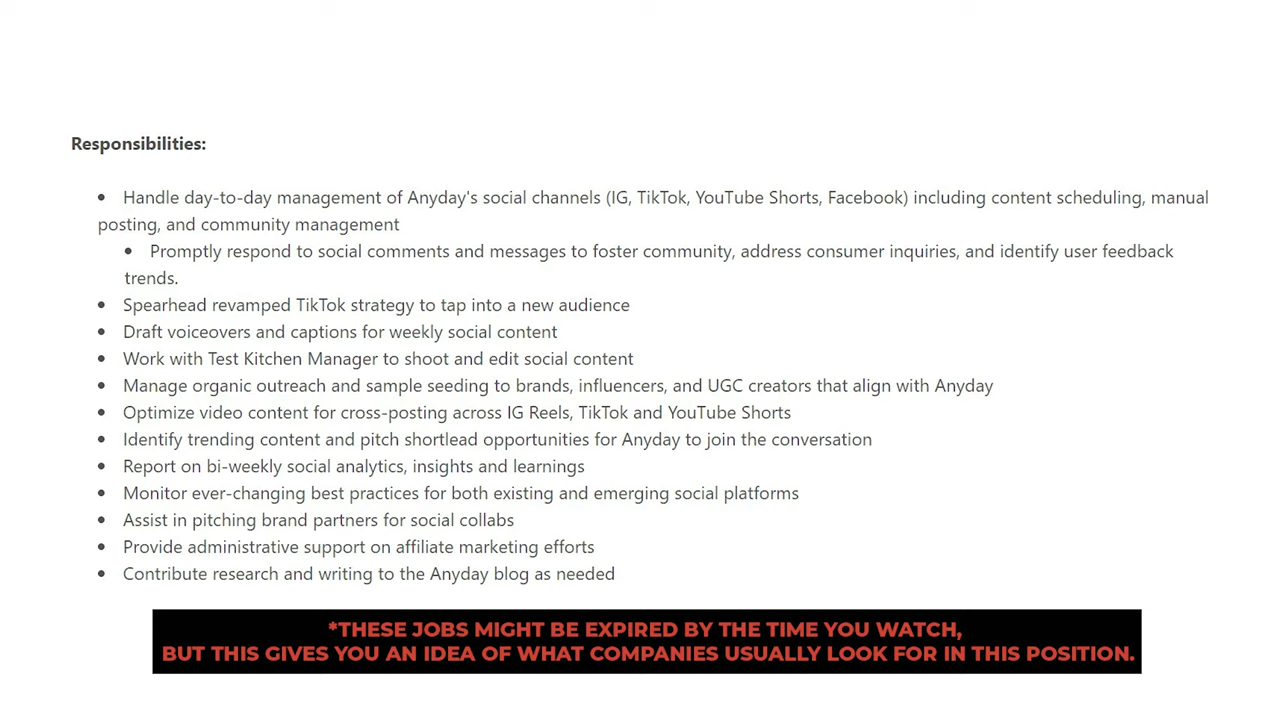 Responsibilities:
• Handle day-to-day management of Anyday's social channels (IG, TikTok, YouTube Shorts, Facebook) including content scheduling, manual
posting, and community management
• Promptly respond to social comments and messages to foster community, address consumer inquiries, and identify user feedback
trends.
• Spearhead revamped TikTok strategy to tap into a new audience
• Draft voiceovers and captions for weekly social content
• Work with Test Kitchen Manager to shoot and edit social content
• Manage organic outreach and sample seeding to brands, influencers, and UGC creators that align with Anyday
• Optimize video content for cross-posting across IG Reels, TikTok and YouTube Shorts
• Identify trending content and pitch shortlead opportunities for Anyday to join the conversation
• Report on bi-weekly social analytics, insights and learnings
• Monitor ever-changing best practices for both existing and emerging social platforms
• Assist in pitching brand partners for social collabs
• Provide administrative support on affiliate marketing efforts
• Contribute research and writing to the Anyday blog as needed
*THESE JOBS MIGHT BE EXPIRED BY THE TIME YOU WATCH,
BUT THIS GIVES YOU AN IDEA OF WHAT COMPANIES USUALLY LOOK FOR IN THIS POSITION.